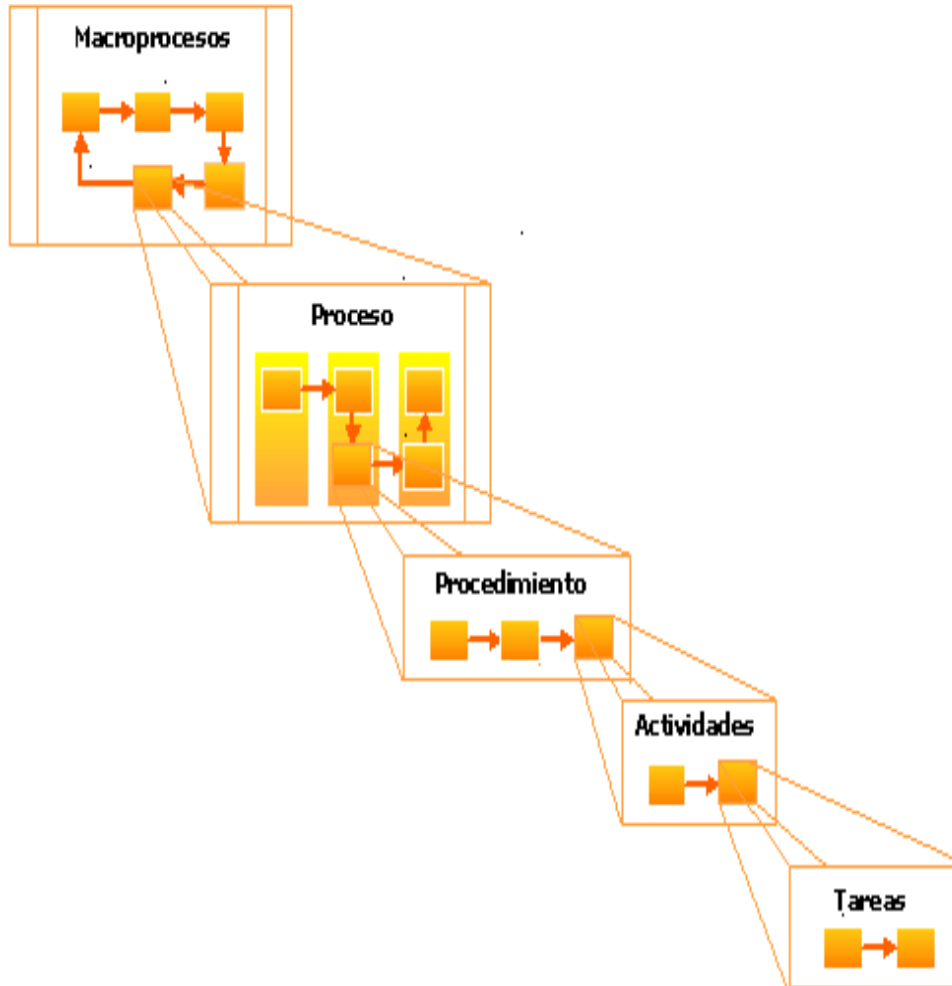 Macroprocesos
Proceso
Procedimiento
Actividades
Tareas